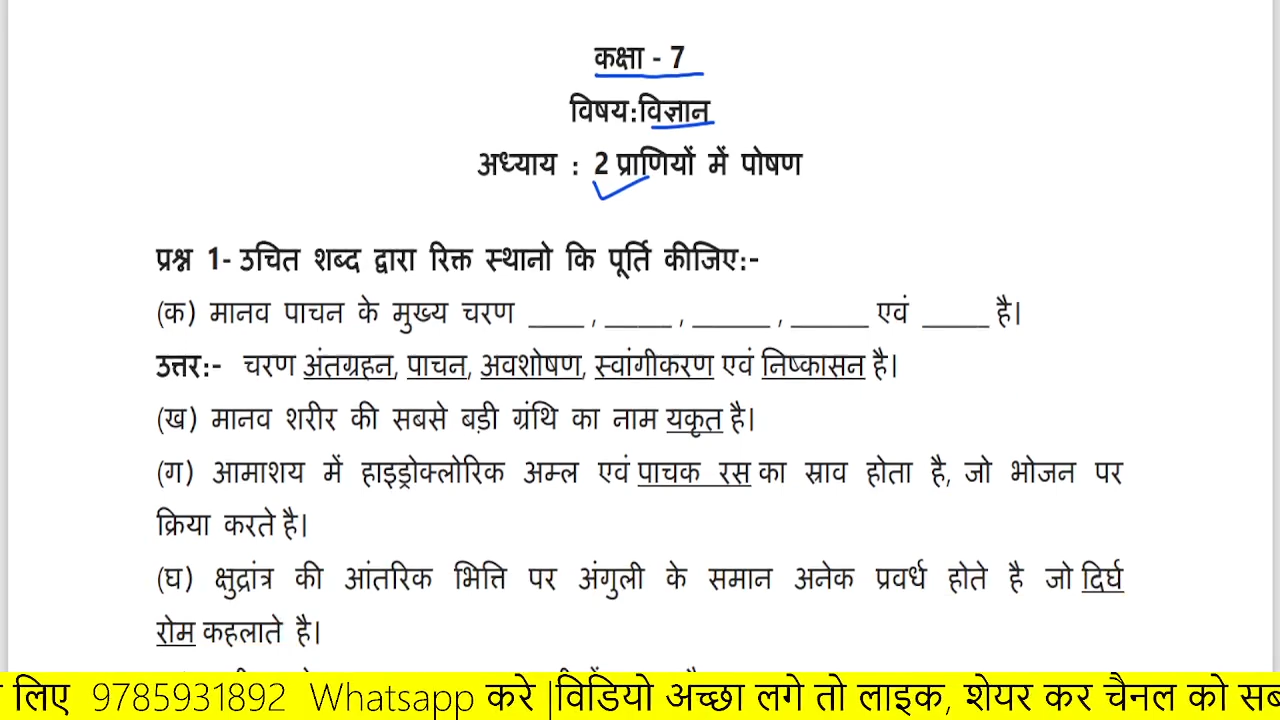 कक्षा - 7
विषय:विज्ञान
अध्याय : 2 प्राणियों में पोषण
प्रश्न 1- उचित शब्द द्वारा रिक्त स्थानो कि पूर्ति कीजिए:-
(क) मानव पाचन के मुख्य चरण ____ , _____ , ______ , ______ एवं _____ है।
उत्तर:- चरण अंतग्रहन, पाचन, अवशोषण, स्वांगीकरण एवं निष्कासन है।
(ख) मानव शरीर की सबसे बड़ी ग्रंथि का नाम यकृत है।
(ग) आमाशय में हाइड्रोक्लोरिक अम्ल एवं पाचक रस का स्राव होता है, जो भोजन पर
क्रिया करते है।
(घ) क्षुद्रांत्र की आंतरिक भित्ति पर अंगुली के समान अनेक प्रवर्ध होते है जो दिर्घ
रोम कहलाते है।
लिए 9785931892 Whatsapp करे |विडियो अच्छा लगे तो लाइक, शेयर कर चैनल को सब